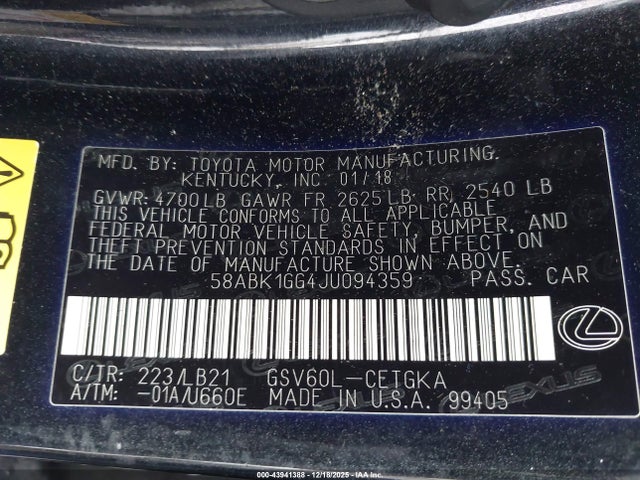 MFD. BY: TOYOTA MOTOR MANUFACTURING.
KENTUCKY, INC. 01/18
GVWR: 4700LB GAWR FR 2625LB RR 2540 LB
THIS VEHICLE CONFORMS TO ALL APPLICABLE
FEDERAL MOTOR VEHICLE SAFETY, BUMPER, AND
THEFT PREVENTION STANDARDS IN EFFECT ON
THE DATE OF MANUFACTURE SHOWN ABOVE.
58ABK1GG4JU094359 PASS. CAR
C/TR: 223/LB21 GSV60L-CETGKA
A/TM: -01A/U660E MADE IN U.S.A. 99405
LEXUS
000-43941388 - 12/18/2025 - IAA Inc.